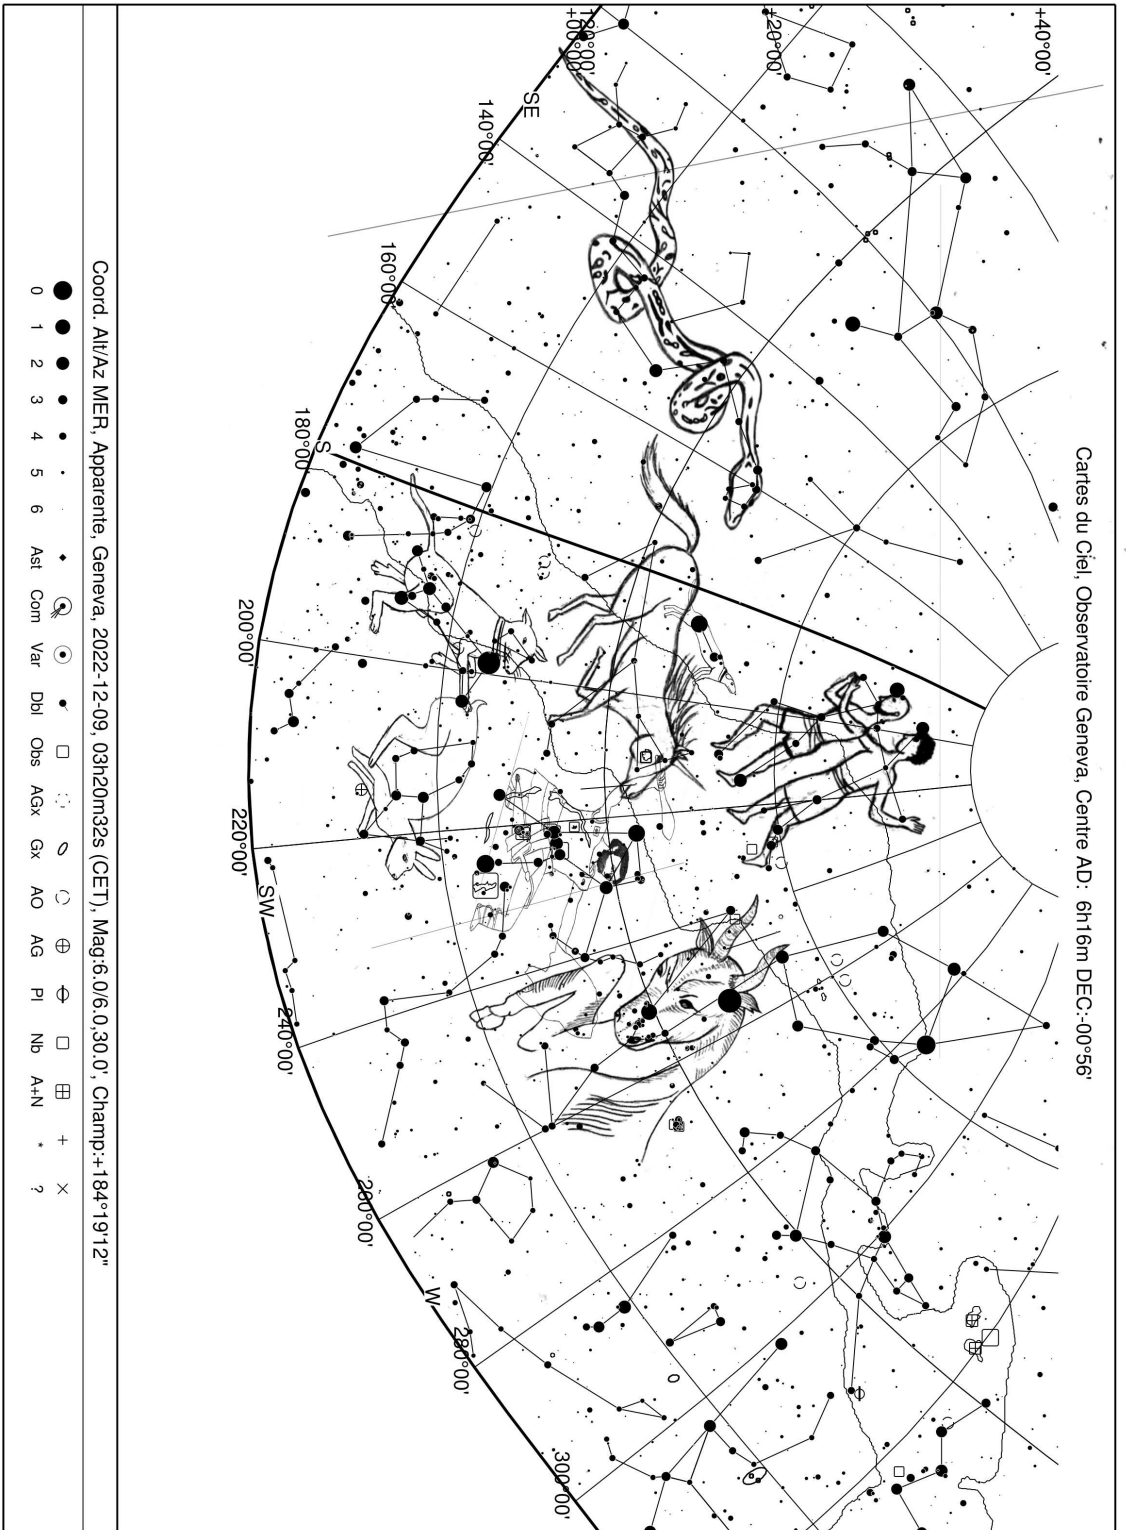 Cartes du Ciel, Observatoire Geneva, Centre AD: 6h16m DEC:-00°56'
+40°00'
+20°00'
+00°00'
120°00'
SE
140°00'
160°00'
180°00'
S
200°00'
220°00'
SW
240°00'
260°00'
W
280°00'
300°00'
Coord. Alt/Az MER, Apparente, Geneva, 2022-12-09, 03h20m32s (CET), Mag:6.0/6.0,30.0', Champ:+184°19'12"
0 1 2 3 4 5 6 Ast Com Var Dbl Obs AGx Gx AO AG Pl Nb A+N * ?